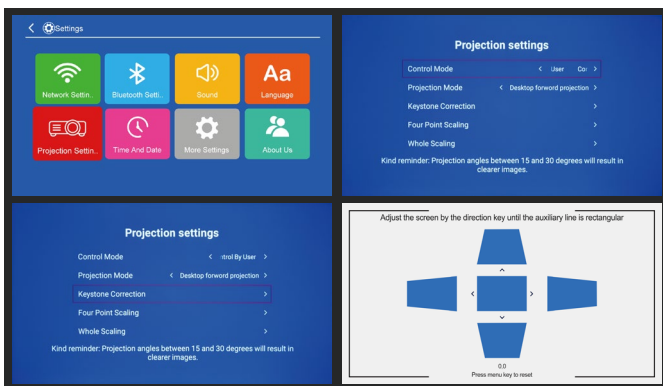 Settings
Network Settin..
Bluetooth Setti..
Sound
Aa
Language
Projection Settin..
Time And Date
More Settings
About Us
Projection settings
Control Mode < User Co >
Projection Mode < Desktop forword projection >
Keystone Correction >
Four Point Scaling >
Whole Scaling >
Kind reminder: Projection angles between 15 and 30 degrees will result in
clearer images.
Projection settings
Control Mode < trol By User >
Projection Mode < Desktop forword projection >
Keystone Correction >
Four Point Scaling >
Whole Scaling >
Kind reminder: Projection angles between 15 and 30 degrees will result in
clearer images.
Adjust the screen by the direction key until the auxiliary line is rectangular
0,0
Press menu key to reset